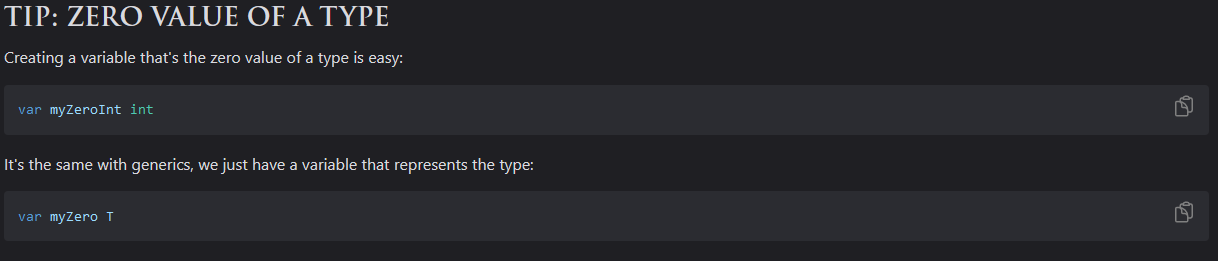 TIP: ZERO VALUE OF A TYPE
Creating a variable that's the zero value of a type is easy:
var myZeroInt int
It's the same with generics, we just have a variable that represents the type:
var myZero T